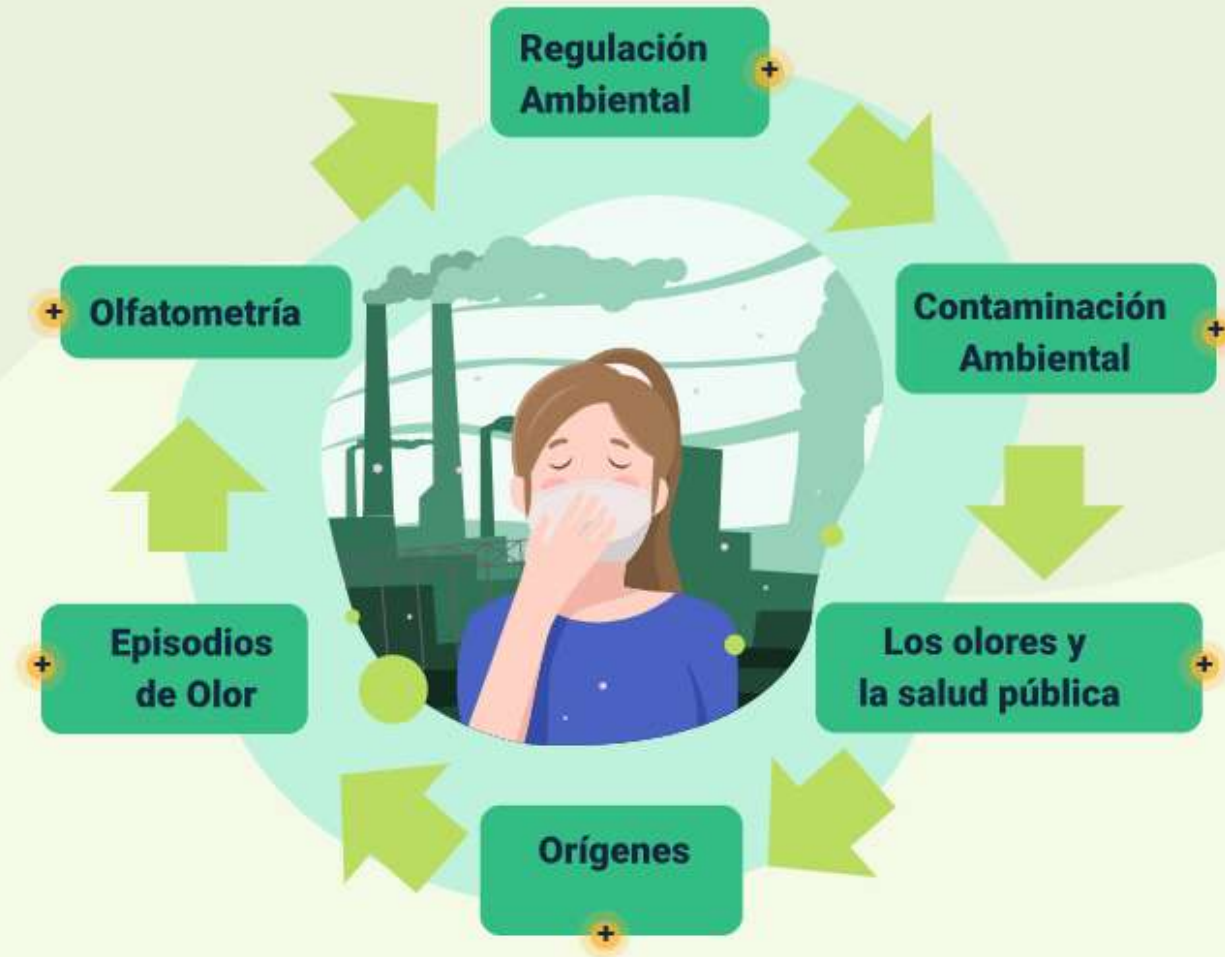 Regulación
Ambiental
+
Olfatometría
+
Contaminación
Ambiental
+
Episodios
de Olor
+
Los olores y
la salud pública
+
Orígenes
+